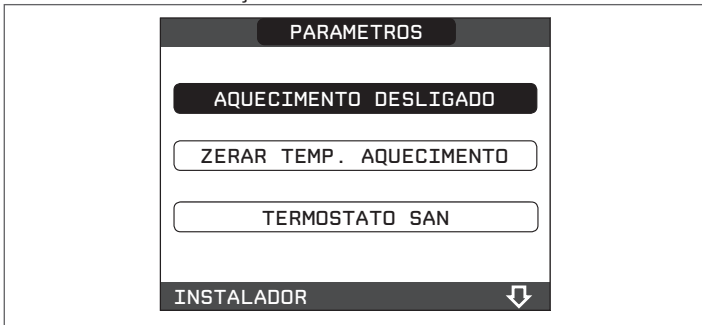 PARAMETROS
AQUECIMENTO DESLIGADO
ZERAR TEMP. AQUECIMENTO
TERMOSTATO SAN
INSTALADOR